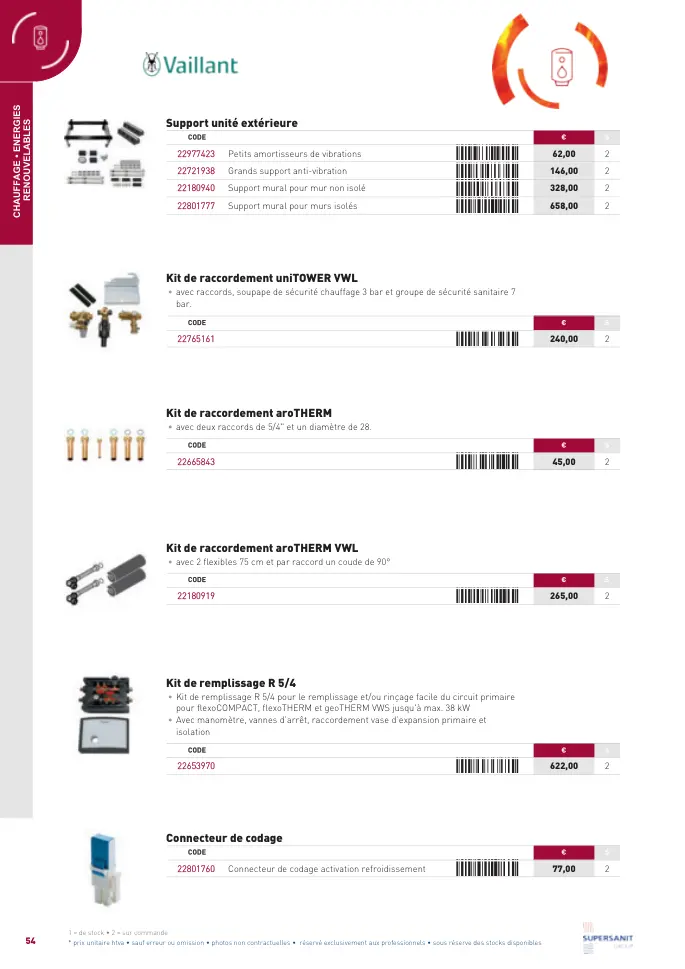 CHAUFFAGE • ENERGIES
RENOUVELABLES
Vaillant
Support unité extérieure
CODE €
22977423 Petits amortisseurs de vibrations 62,00 2
22721938 Grands support anti-vibration 146,00 2
22180940 Support mural pour mur non isolé 328,00 2
22801777 Support mural pour murs isolés 658,00 2
Kit de raccordement uniTOWER VWL
• avec raccords, soupape de sécurité chauffage 3 bar et groupe de sécurité sanitaire 7
bar.
CODE €
22765161 240,00 2
Kit de raccordement aroTHERM
• avec deux raccords de 5/4" et un diamètre de 28.
CODE €
22665843 45,00 2
Kit de raccordement aroTHERM VWL
• avec 2 flexibles 75 cm et par raccord un coude de 90°
CODE €
22180919 265,00 2
Kit de remplissage R 5/4
• Kit de remplissage R 5/4 pour le remplissage et/ou rinçage facile du circuit primaire
pour flexoCOMPACT, flexoTHERM et geoTHERM VWS jusqu'à max. 38 kW
• Avec manomètre, vannes d'arrêt, raccordement vase d'expansion primaire et
isolation
CODE €
22653970 622,00 2
Connecteur de codage
CODE €
22801760 Connecteur de codage activation refroidissement 77,00 2
1 = de stock • 2 = sur commande
54
* prix unitaire htva • sauf erreur ou omission • photos non contractuelles • réservé exclusivement aux professionnels • sous réserve des stocks disponibles
SUPERSANIT
GROUP